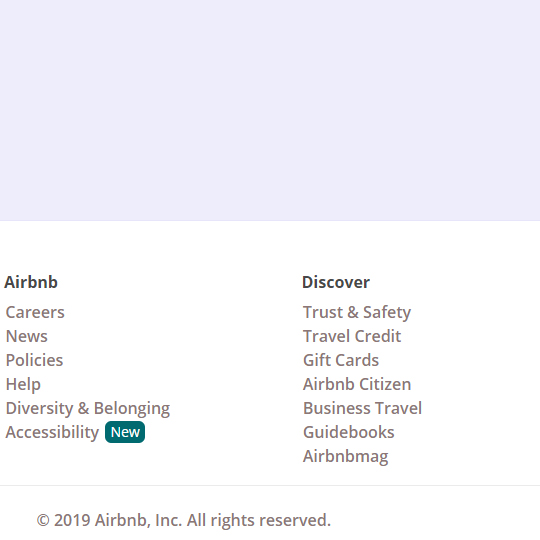 Airbnb
Careers
News
Policies
Help
Diversity & Belonging
Accessibility New
Discover
Trust & Safety
Travel Credit
Gift Cards
Airbnb Citizen
Business Travel
Guidebooks
Airbnbmag
© 2019 Airbnb, Inc. All rights reserved.